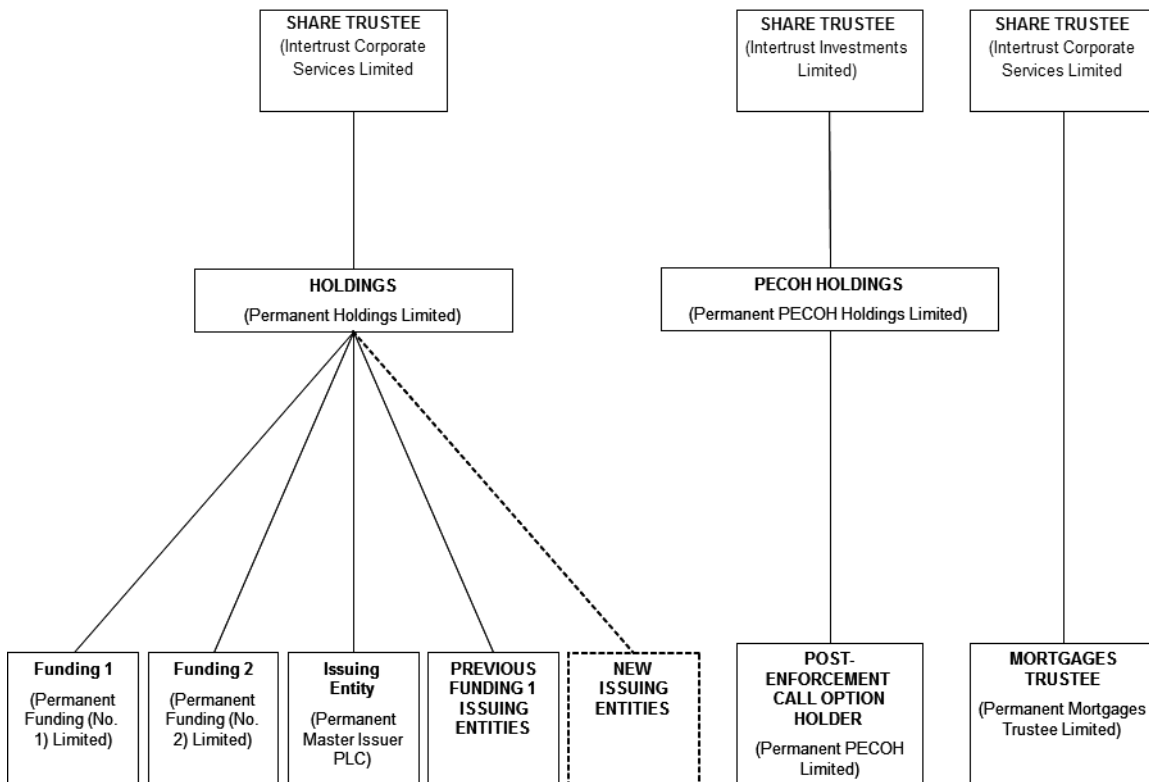 SHARE TRUSTEE
(Intertrust Corporate
Services Limited
SHARE TRUSTEE
(Intertrust Investments
Limited)
SHARE TRUSTEE
(Intertrust Corporate
Services Limited
HOLDINGS
(Permanent Holdings Limited)
PECOH HOLDINGS
(Permanent PECOH Holdings Limited)
Funding 1
(Permanent
Funding (No.
1) Limited)
Funding 2
(Permanent
Funding (No.
2) Limited)
Issuing
Entity
(Permanent
Master Issuer
PLC)
PREVIOUS
FUNDING 1
ISSUING
ENTITIES
NEW
ISSUING
ENTITIES
POST-
ENFORCEMENT
CALL OPTION
HOLDER
(Permanent PECOH
Limited)
MORTGAGES
TRUSTEE
(Permanent Mortgages
Trustee Limited)